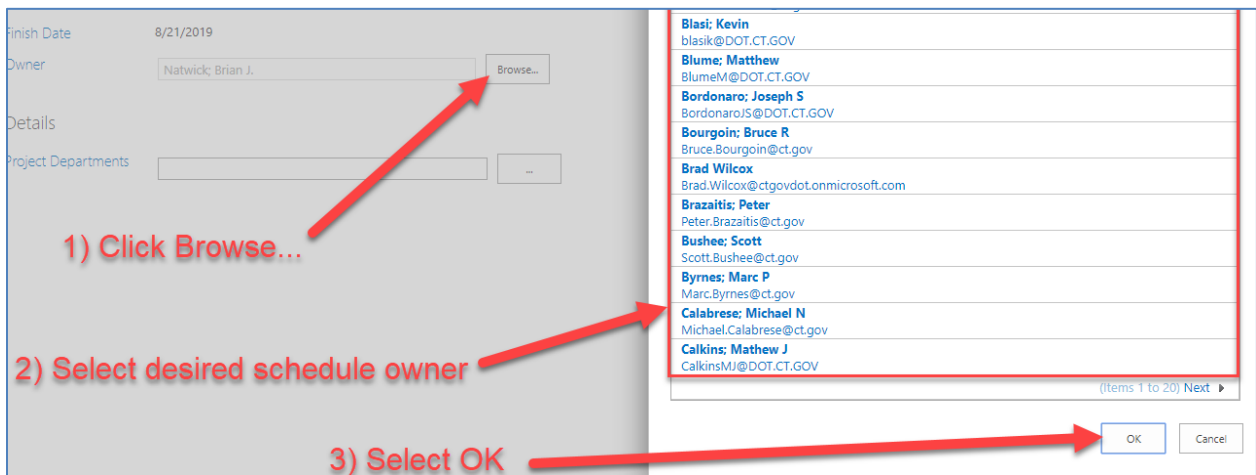 Finish Date
8/21/2019
Owner
Natwick; Brian J.
Browse...
Details
Project Departments
...
1) Click Browse...
2) Select desired schedule owner
3) Select OK
Blasi; Kevin
blasik@DOT.CT.GOV
Blume; Matthew
BlumeM@DOT.CT.GOV
Bordonaro; Joseph S
BordonaroJS@DOT.CT.GOV
Bourgoin; Bruce R
Bruce.Bourgoin@ct.gov
Brad Wilcox
Brad.Wilcox@ctgovdot.onmicrosoft.com
Brazaitis; Peter
Peter.Brazaitis@ct.gov
Bushee; Scott
Scott.Bushee@ct.gov
Byrnes; Marc P
Marc.Byrnes@ct.gov
Calabrese; Michael N
Michael.Calabrese@ct.gov
Calkins; Mathew J
CalkinsMJ@DOT.CT.GOV
(Items 1 to 20) Next
OK
Cancel